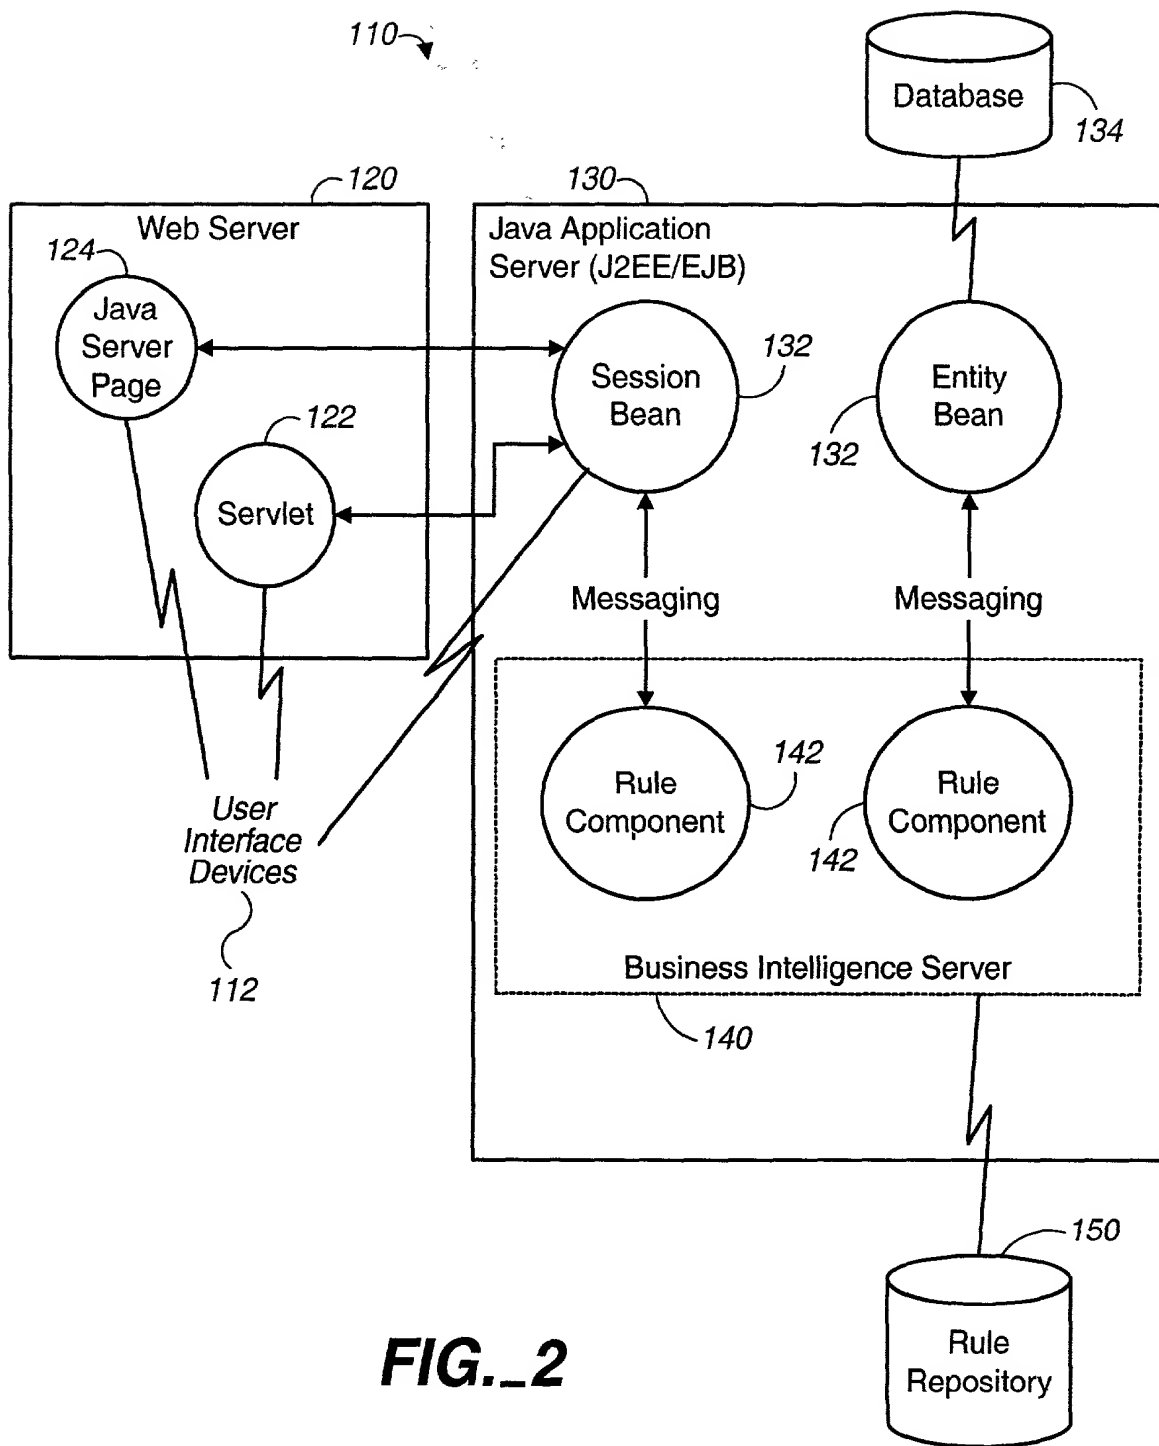 110
Database
134
120
130
Web Server
Java Application
Server (J2EE/EJB)
124
Java
Server
Page
132
Session
Bean
Entity
Bean
132
122
Servlet
Messaging
Messaging
142
Rule
Component
Rule
Component
142
User
Interface
Devices
112
Business Intelligence Server
140
150
Rule
Repository
FIG._2